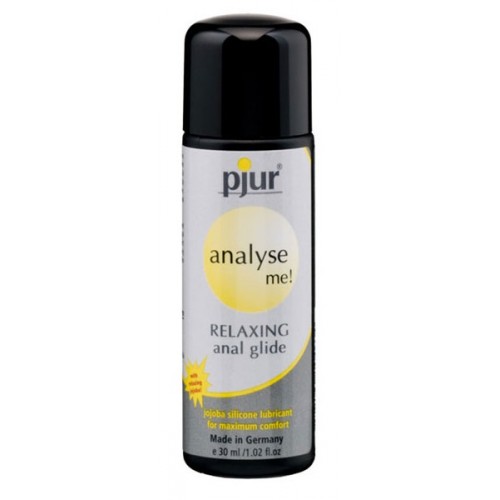 pjur®
analyse
me!
RELAXING
anal glide
jojoba silicone lubricant
for maximum comfort
Made in Germany
e 30 ml /1.02 fl.oz